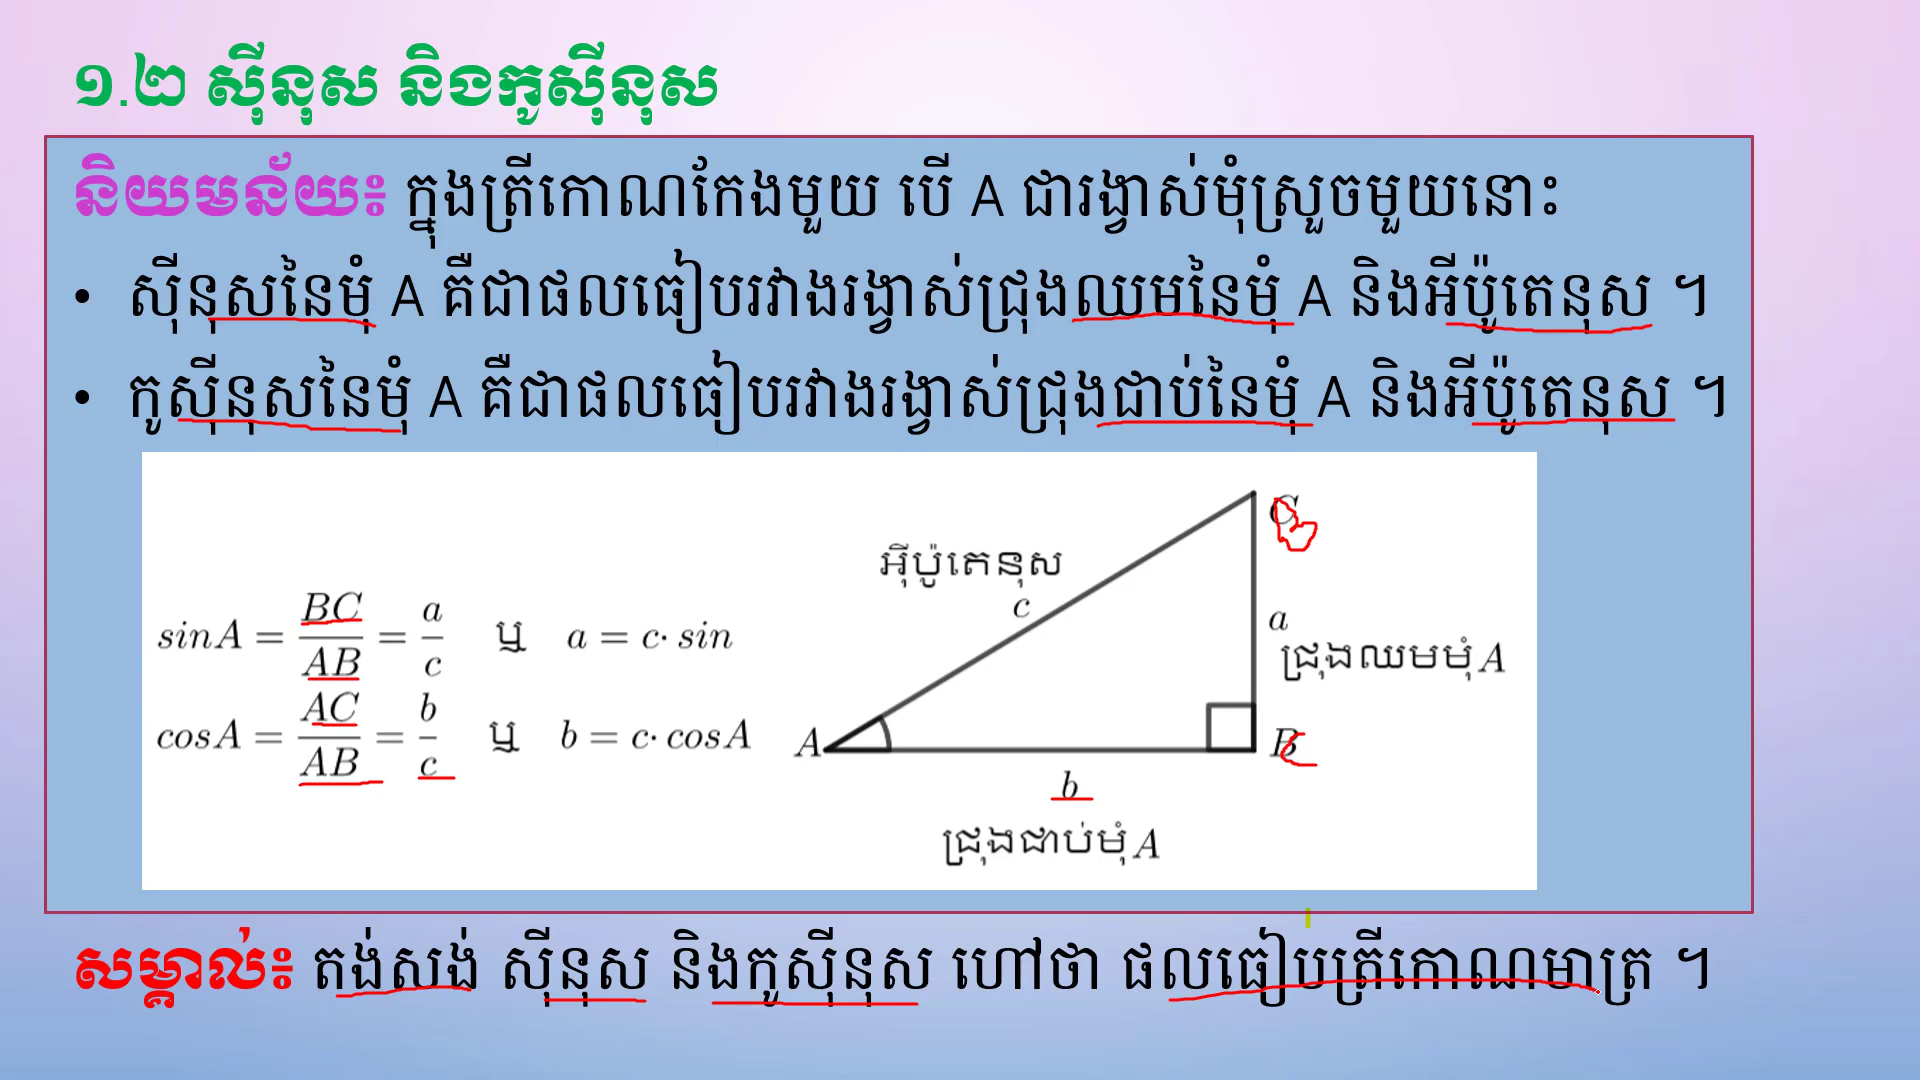 ១.២ ស៊ីនុស និងកូស៊ីនុស
និយមន័យ៖ ក្នុងត្រីកោណកែងមួយ បើ A ជារង្វាស់មុំស្រួចមួយនោះ
• ស៊ីនុសនៃមុំ A គឺជាផលធៀបរវាងរង្វាស់ជ្រុងឈមនៃមុំ A និងអ៊ីប៉ូតេនុស ។
• កូស៊ីនុសនៃមុំ A គឺជាផលធៀបរវាងរង្វាស់ជ្រុងជាប់នៃមុំ A និងអ៊ីប៉ូតេនុស ។
sinA = BC/AB = a/c ឬ a = c· sin
cosA = AC/AB = b/c ឬ b = c· cosA
C
អ៊ីប៉ូតេនុស
c
a
ជ្រុងឈមមុំ A
A
B
b
ជ្រុងជាប់មុំ A
សម្គាល់៖ តង់សង់ ស៊ីនុស និងកូស៊ីនុស ហៅថា ផលធៀបត្រីកោណមាត្រ ។